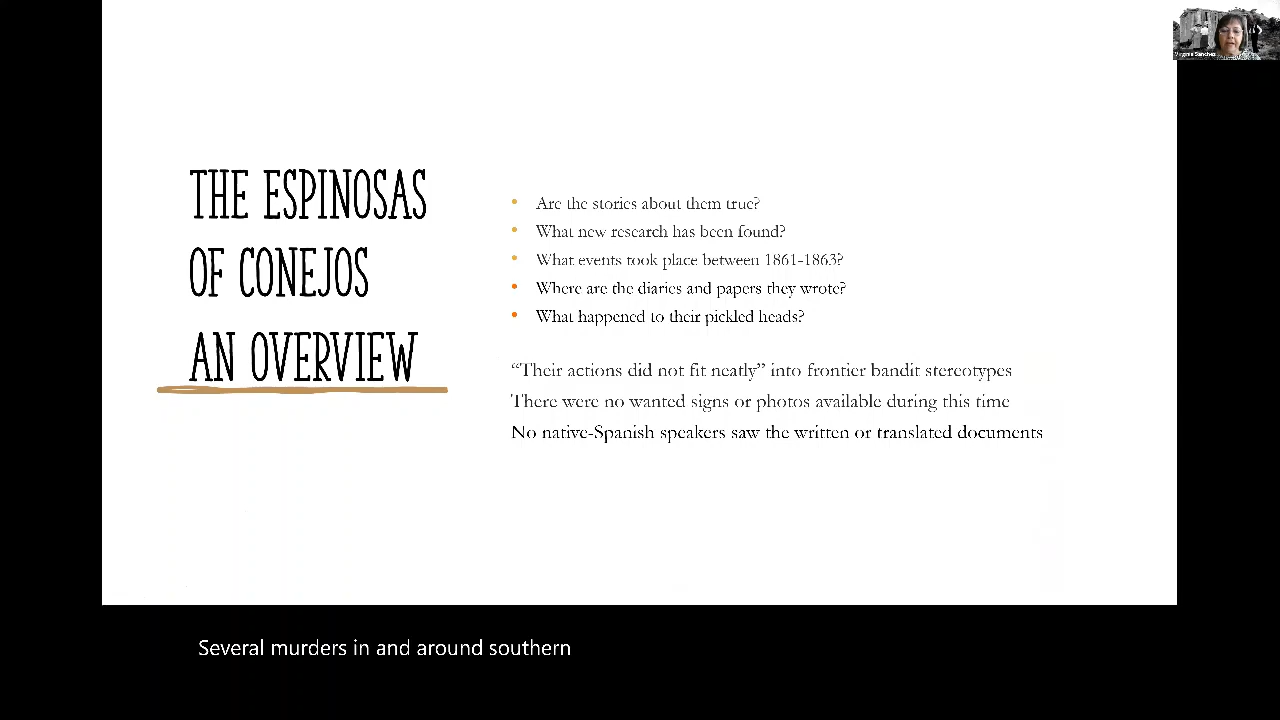 THE ESPINOSAS
OF CONEJOS
AN OVERVIEW
• Are the stories about them true?
• What new research has been found?
• What events took place between 1861-1863?
• Where are the diaries and papers they wrote?
• What happened to their pickled heads?
“Their actions did not fit neatly” into frontier bandit stereotypes
There were no wanted signs or photos available during this time
No native-Spanish speakers saw the written or translated documents
Virginia Sanchez
Several murders in and around southern